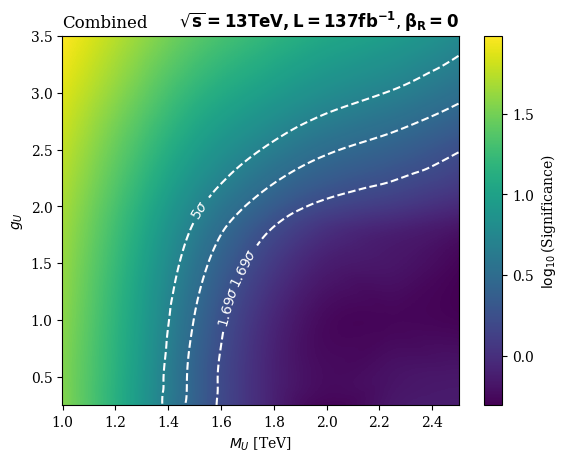 Combined √s = 13TeV, L = 137fb⁻¹, β_R = 0
3.5
3.0
2.5
2.0
1.5
1.0
0.5
g_U
5σ
1.69σ 1.69σ
1.0 1.2 1.4 1.6 1.8 2.0 2.2 2.4
M_U [TeV]
1.5
1.0
0.5
0.0
log₁₀(Significance)